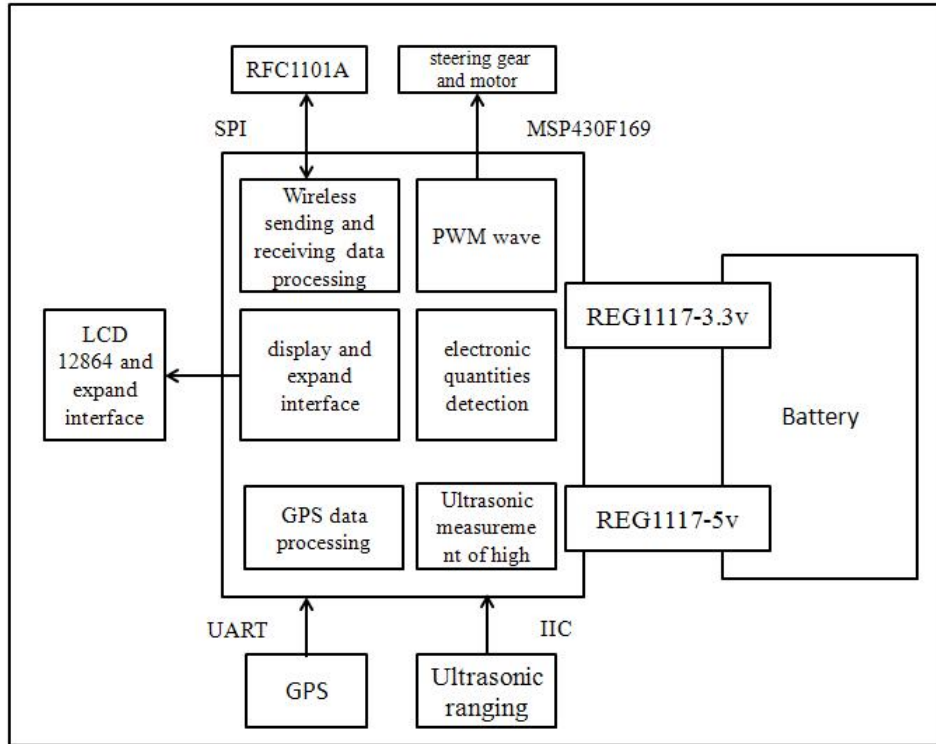 RFC1101A
steering gear
and motor
SPI
MSP430F169
Wireless
sending and
receiving data
processing
PWM wave
REG1117-3.3v
LCD
12864 and
expand
interface
display and
expand
interface
electronic
quantities
detection
Battery
GPS data
processing
Ultrasonic
measureme
nt of high
REG1117-5v
UART
IIC
GPS
Ultrasonic
ranging